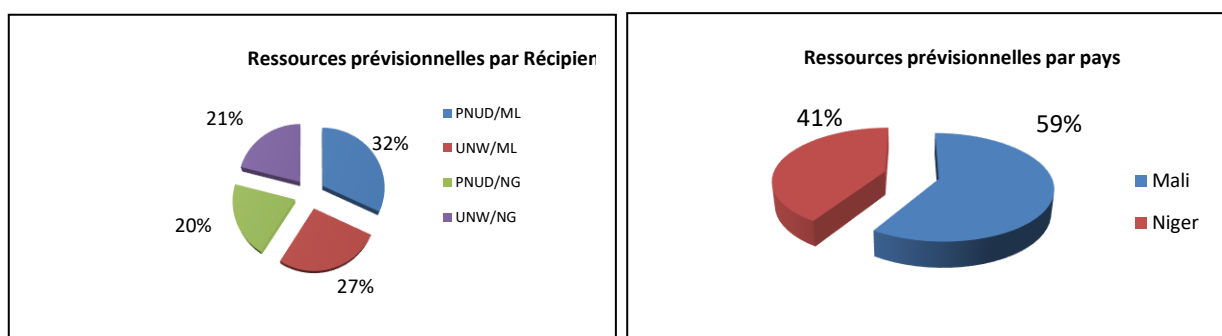 Ressources prévisionnelles par Récipien
PNUD/ML
UNW/ML
PNUD/NG
UNW/NG
21%
32%
20%
27%
Ressources prévisionnelles par pays
41%
59%
Mali
Niger